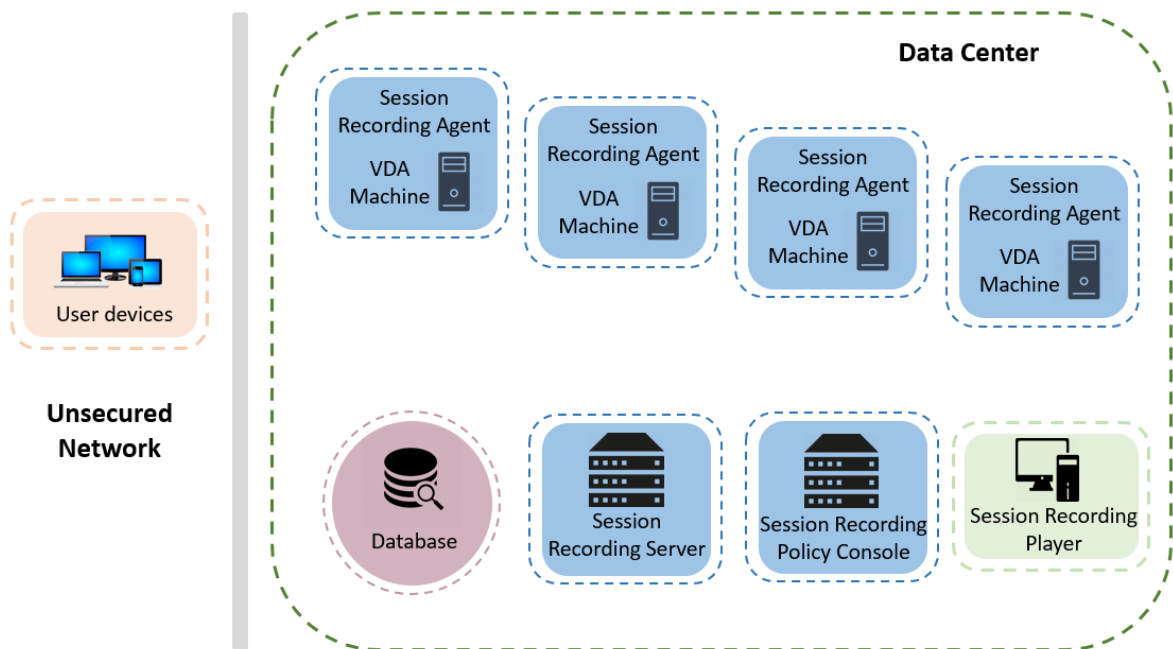 Data Center
Session
Recording Agent
VDA
Machine
Session
Recording Agent
VDA
Machine
Session
Recording Agent
VDA
Machine
Session
Recording Agent
VDA
Machine
User devices
Unsecured
Network
Database
Session
Recording Server
Session Recording
Policy Console
Session Recording
Player